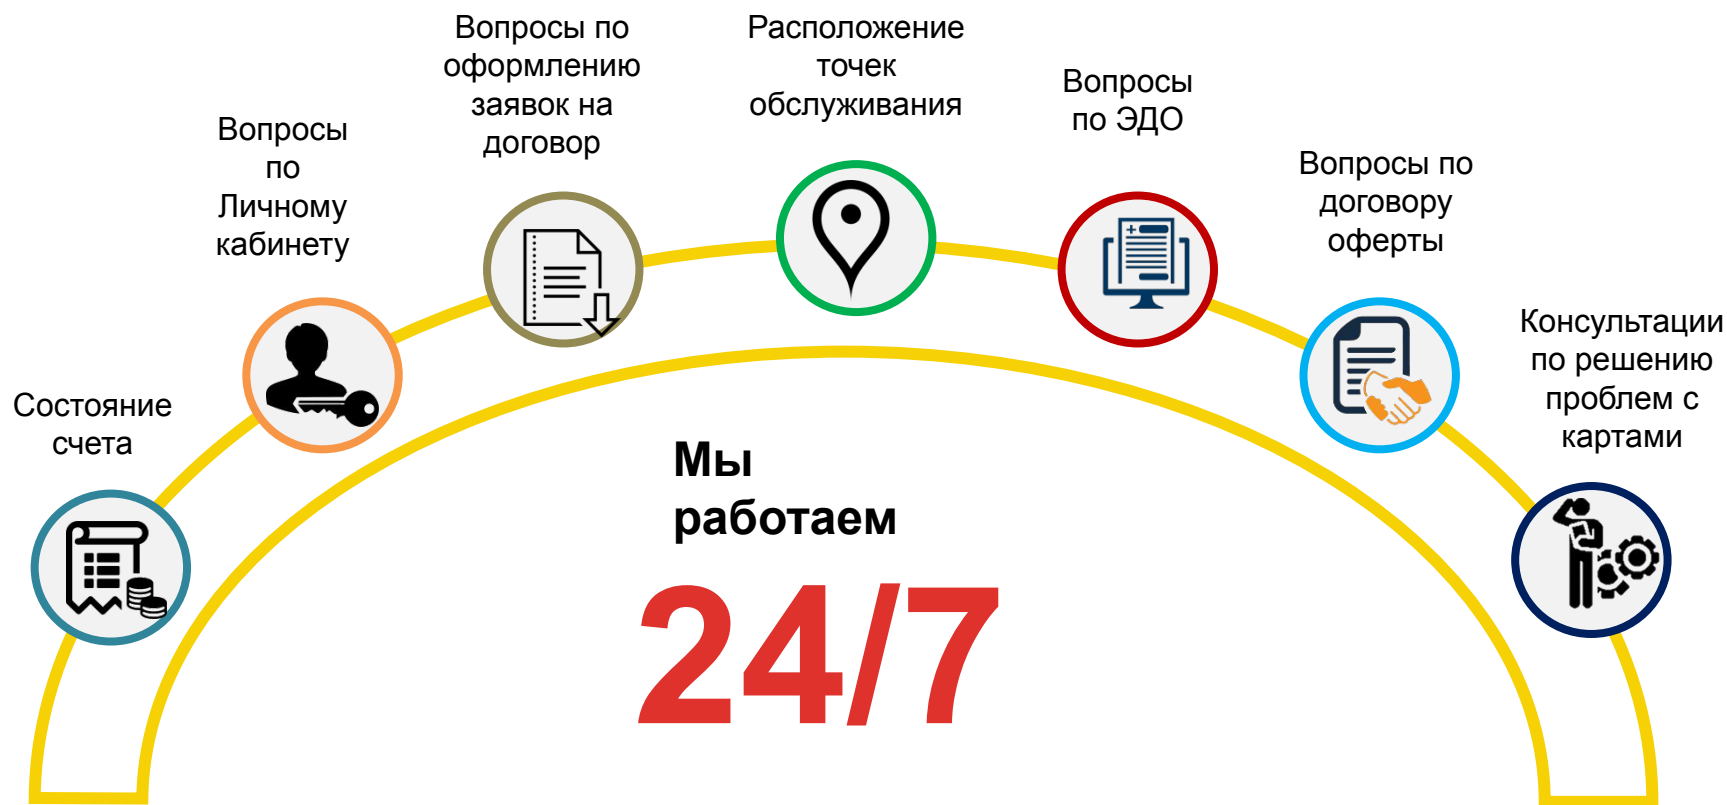 Состояние
счета
Вопросы
по
Личному
кабинету
Вопросы по
оформлению
заявок на
договор
Расположение
точек
обслуживания
Вопросы
по ЭДО
Вопросы по
договору
оферты
Консультации
по решению
проблем с
картами
Мы
работаем
24/7